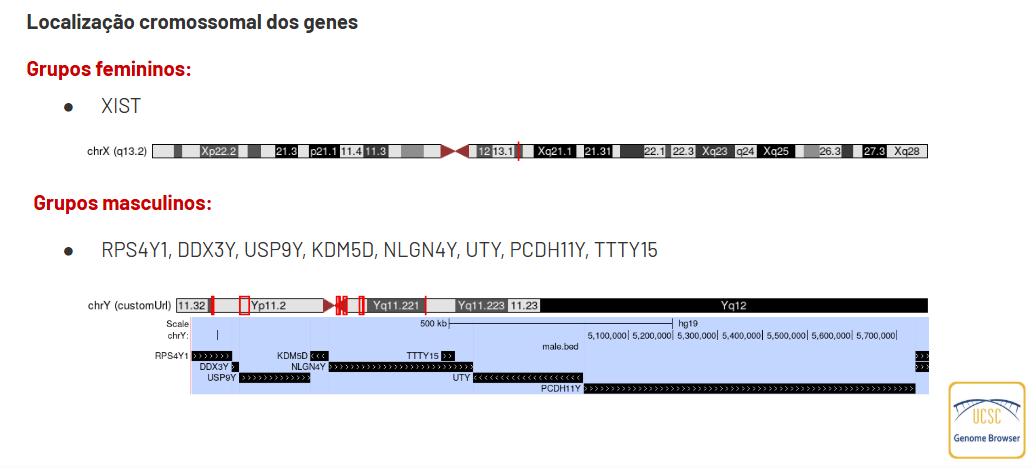 Localização cromossomal dos genes
Grupos femininos:
● XIST
chrX (q13.2) Xp22.2 21.3 p21.1 11.4 11.3 12 13.1 Xq21.1 21.31 22.1 22.3 Xq23 q24 Xq25 26.3 27.3 Xq28
Grupos masculinos:
● RPS4Y1, DDX3Y, USP9Y, KDM5D, NLGN4Y, UTY, PCDH11Y, TTTY15
chrY (customUrl) 11.32 Yp11.2 Yq11.221 Yq11.223 11.23 Yq12
Scale 500 kb hg19
chrY: 5,100,000 5,200,000 5,300,000 5,400,000 5,500,000 5,600,000 5,700,000
male.bed
RPS4Y1 KDM5D TTTY15
DDX3Y NLGN4Y
USP9Y UTY
PCDH11Y
UCSC
Genome Browser